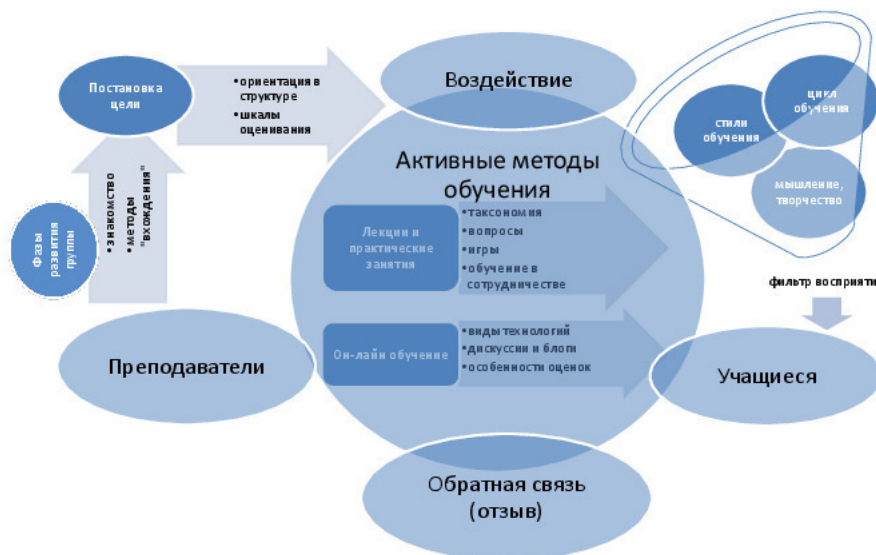 Постановка
цели
•ориентация в
структуре
•шкалы
оценивания
Воздействие
цикл
обучения
стили
обучения
мышление,
творчество
Активные методы
обучения
•знакомство
•методы
"вхождения"
Фазы
развития
группы
Лекции и
практические
занятия
•таксономия
•вопросы
•игры
•обучение в
сотрудничестве
фильтр восприяти
Преподаватели
Он-лайн обучение
•виды технологий
•дискуссии и блоги
•особенности оценок
Учащиеся
Обратная связь
(отзыв)